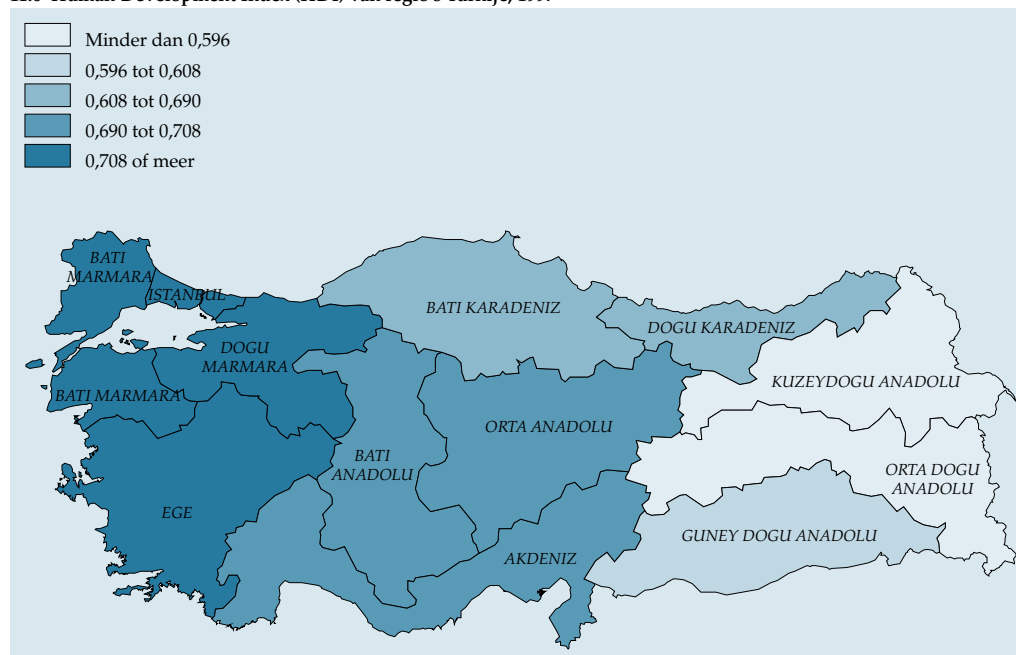 Minder dan 0,596
0,596 tot 0,608
0,608 tot 0,690
0,690 tot 0,708
0,708 of meer
BATI
MARMARA
ISTANBUL
BATI KARADENIZ
DOGU KARADENIZ
DOGU
MARMARA
KUZEYDOGU ANADOLU
BATI MARMARA
ORTA ANADOLU
BATI
ANADOLU
ORTA DOGU
ANADOLU
EGE
GUNEY DOGU ANADOLU
AKDENIZ